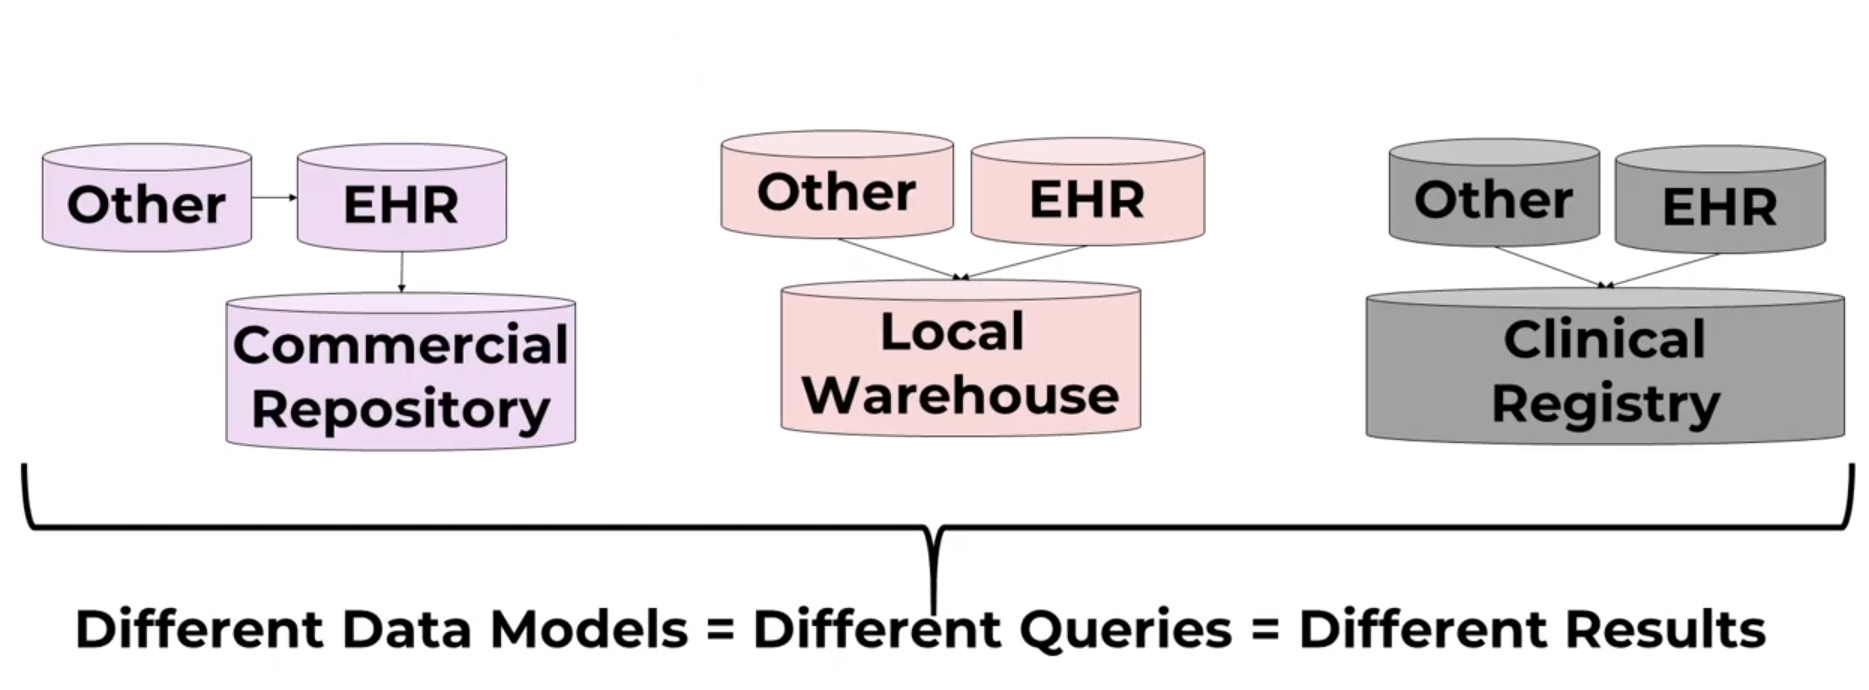 Other
EHR
Commercial
Repository
Other
EHR
Local
Warehouse
Other
EHR
Clinical
Registry
Different Data Models = Different Queries = Different Results